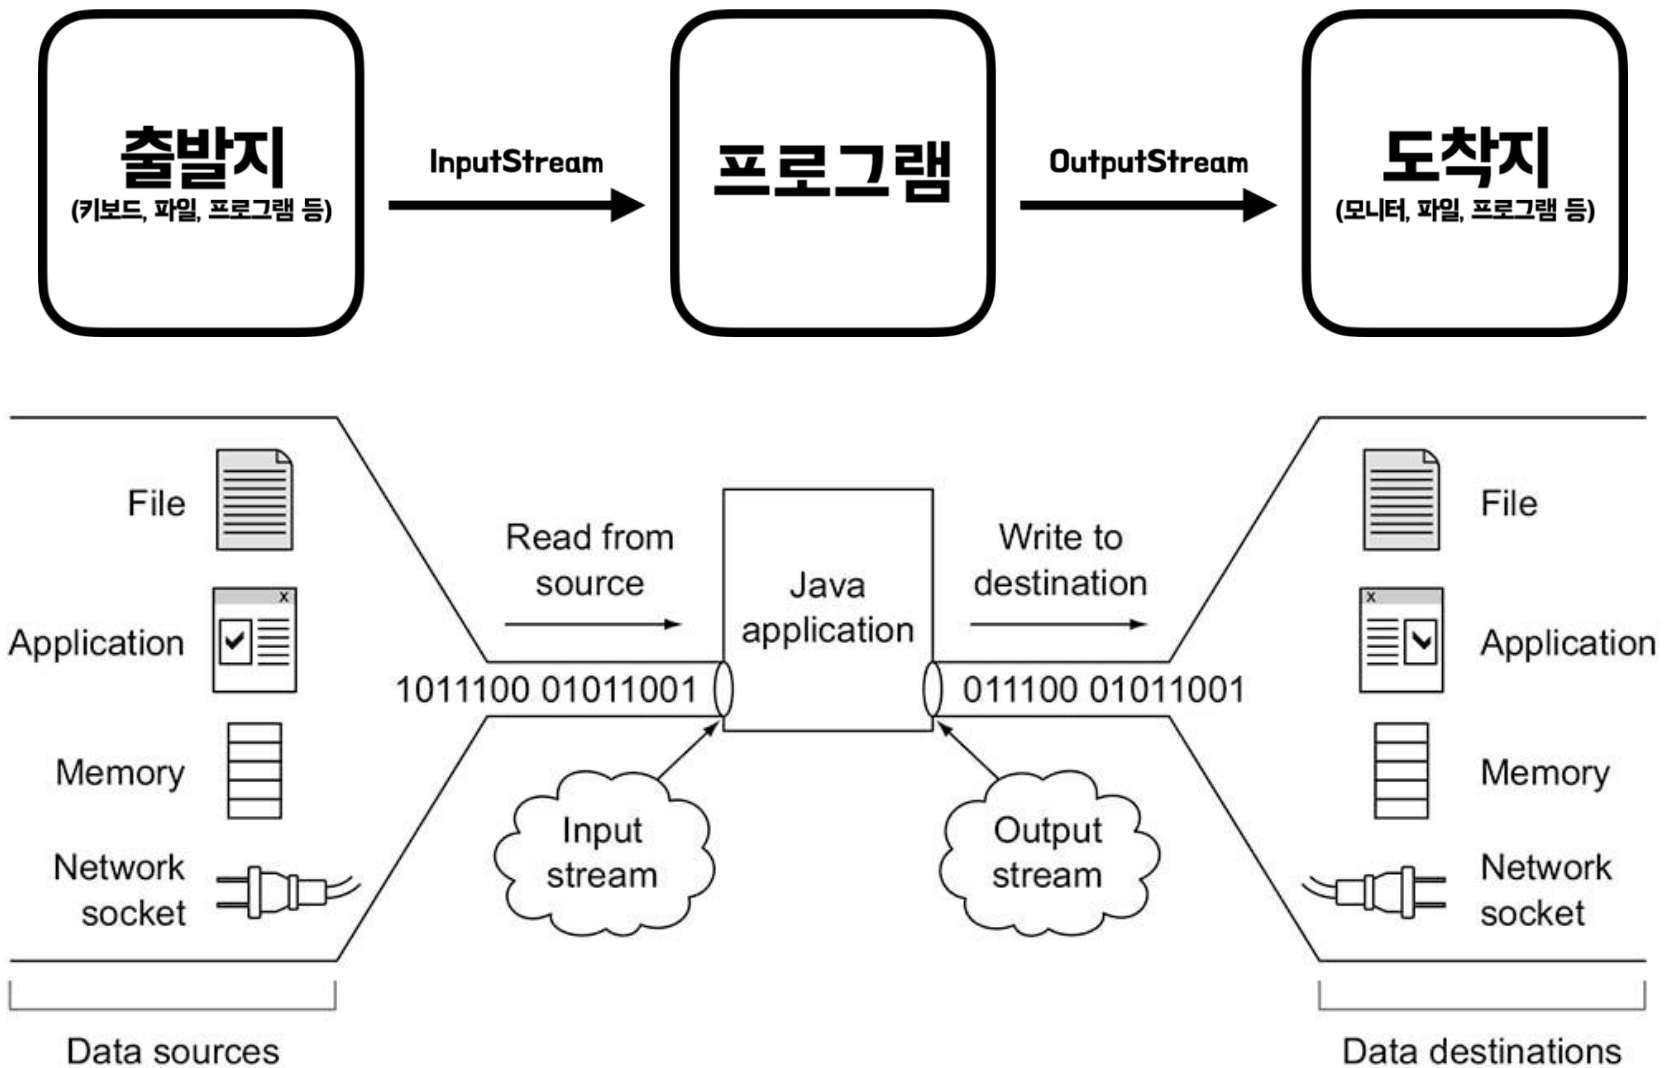 출발지
(키보드, 파일, 프로그램 등)
InputStream
프로그램
OutputStream
도착지
(모니터, 파일, 프로그램 등)
File
Application
Memory
Network
socket
Data sources
Read from
source
1011100 01011001
Input
stream
Java
application
Write to
destination
011100 01011001
Output
stream
X
X
File
Application
Memory
Network
socket
Data destinations